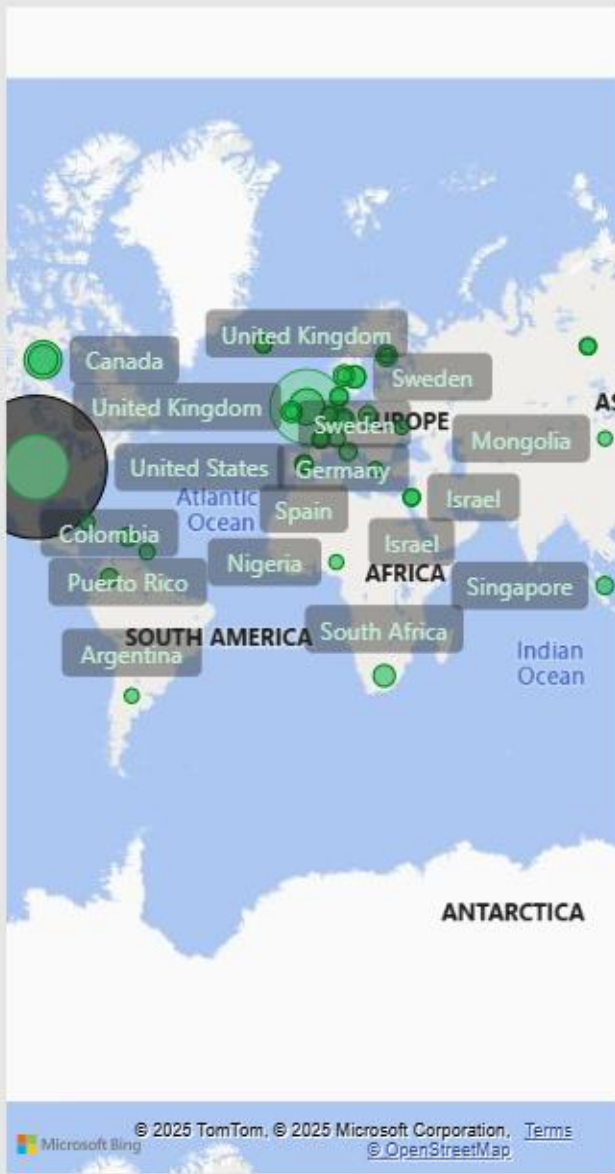 United Kingdom
Canada
Sweden
United Kingdom
Sweden
EUROPE
AS
Mongolia
United States
Germany
Atlantic
Ocean
Spain
Israel
Colombia
Israel
Nigeria
AFRICA
Puerto Rico
Singapore
SOUTH AMERICA
South Africa
Argentina
Indian
Ocean
ANTARCTICA
© 2025 TomTom, © 2025 Microsoft Corporation, Terms
Microsoft Bing
© OpenStreetMap